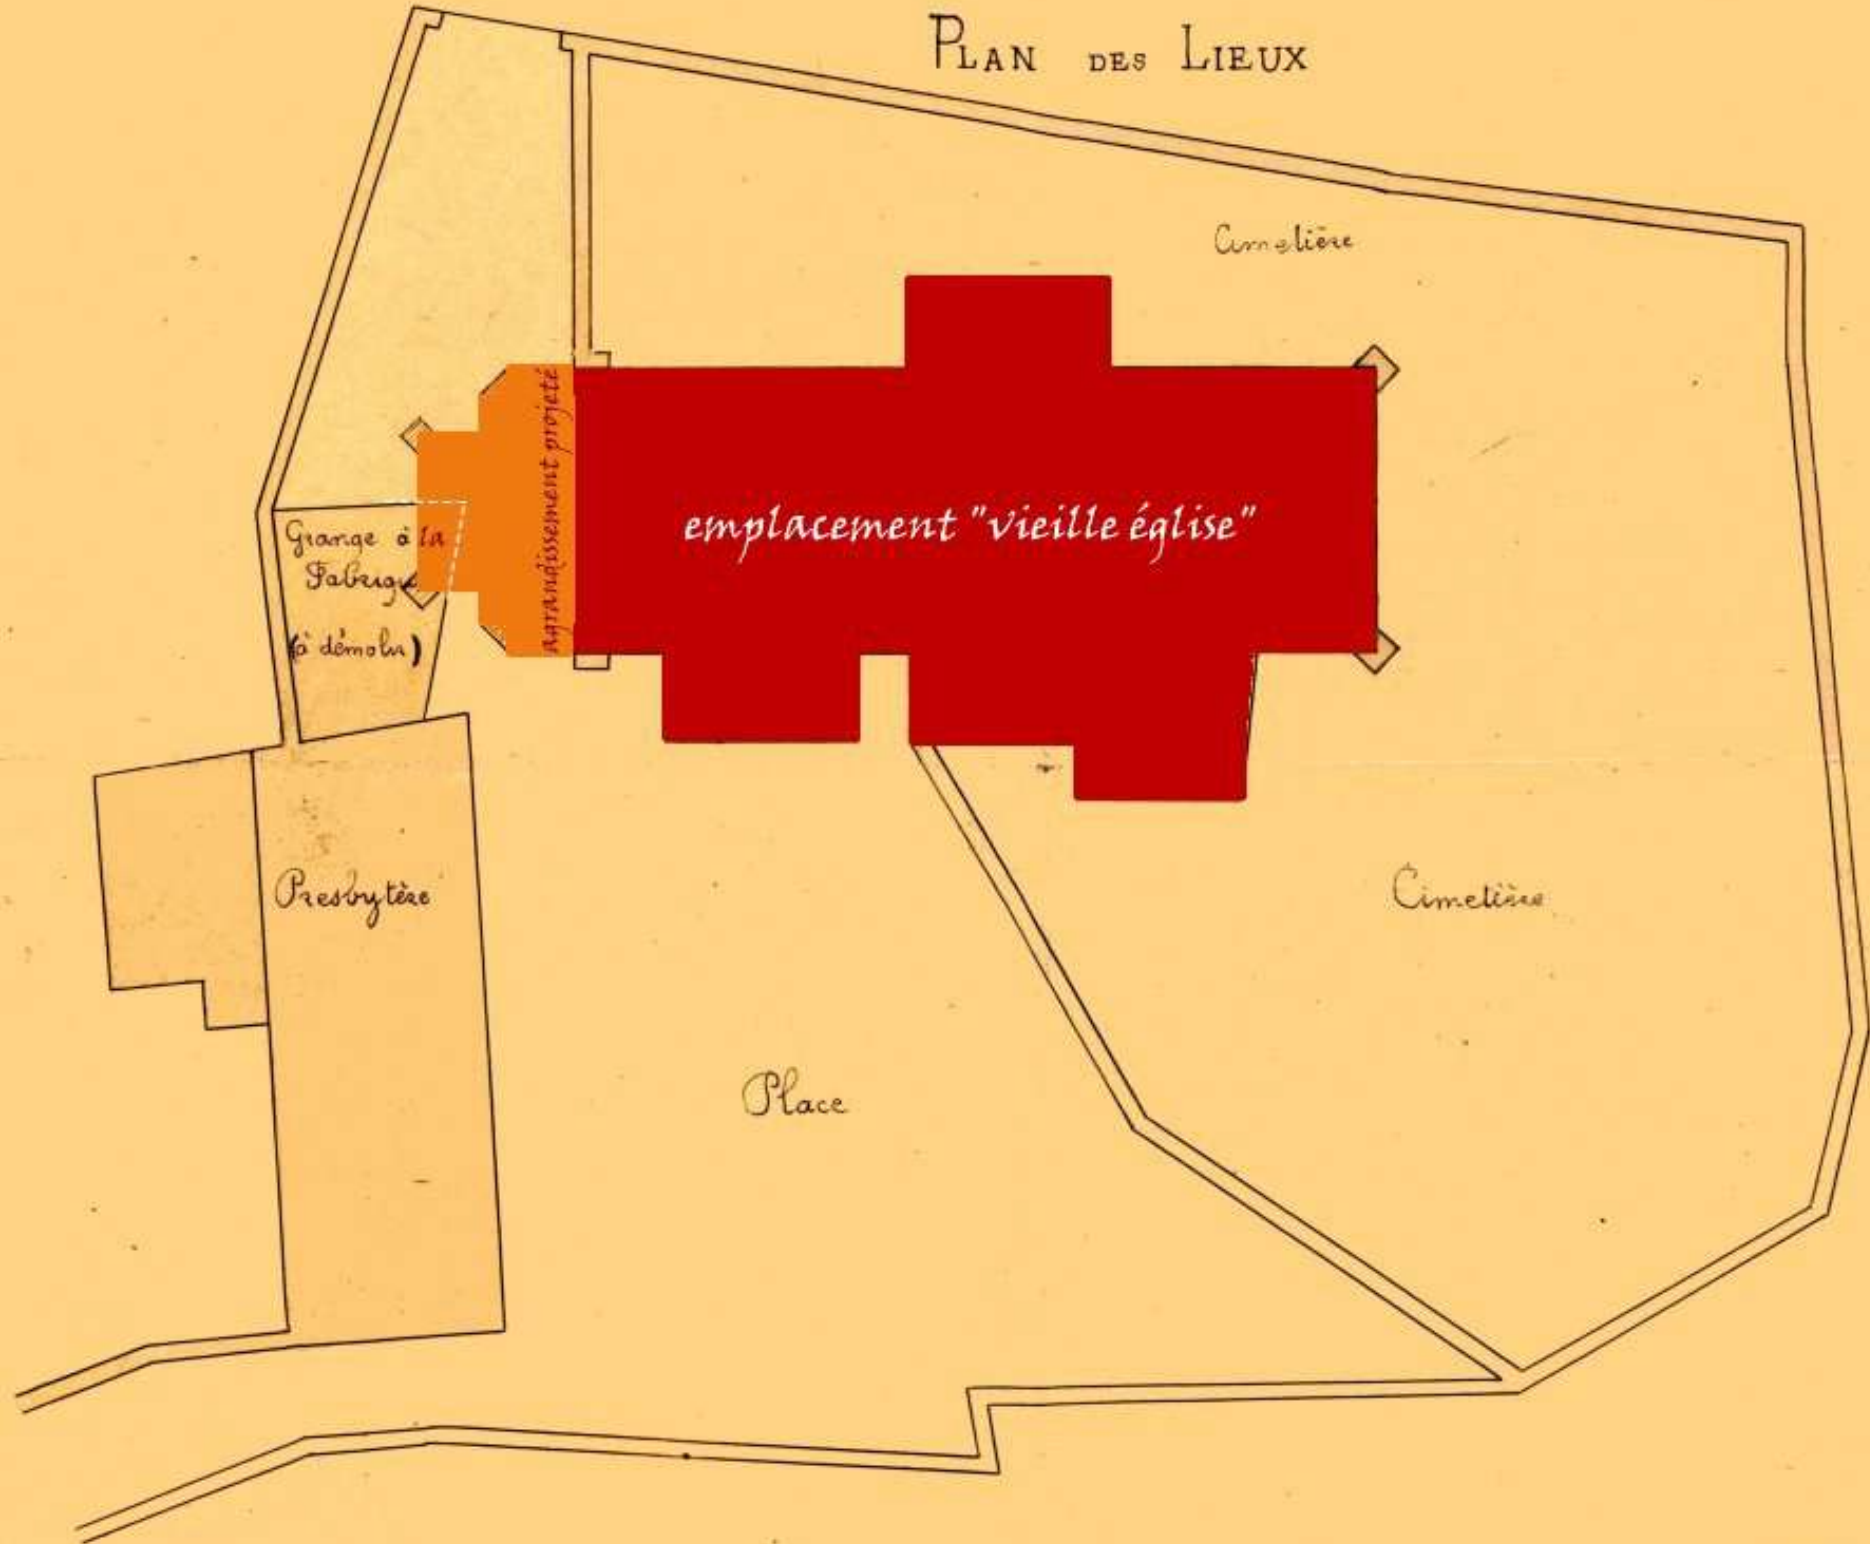 PLAN DES LIEUX
Cimetière
agrandissement projeté
emplacement "vieille église"
Grange à la
Fabrique
(à démolir)
Presbytère
Cimetière
Place